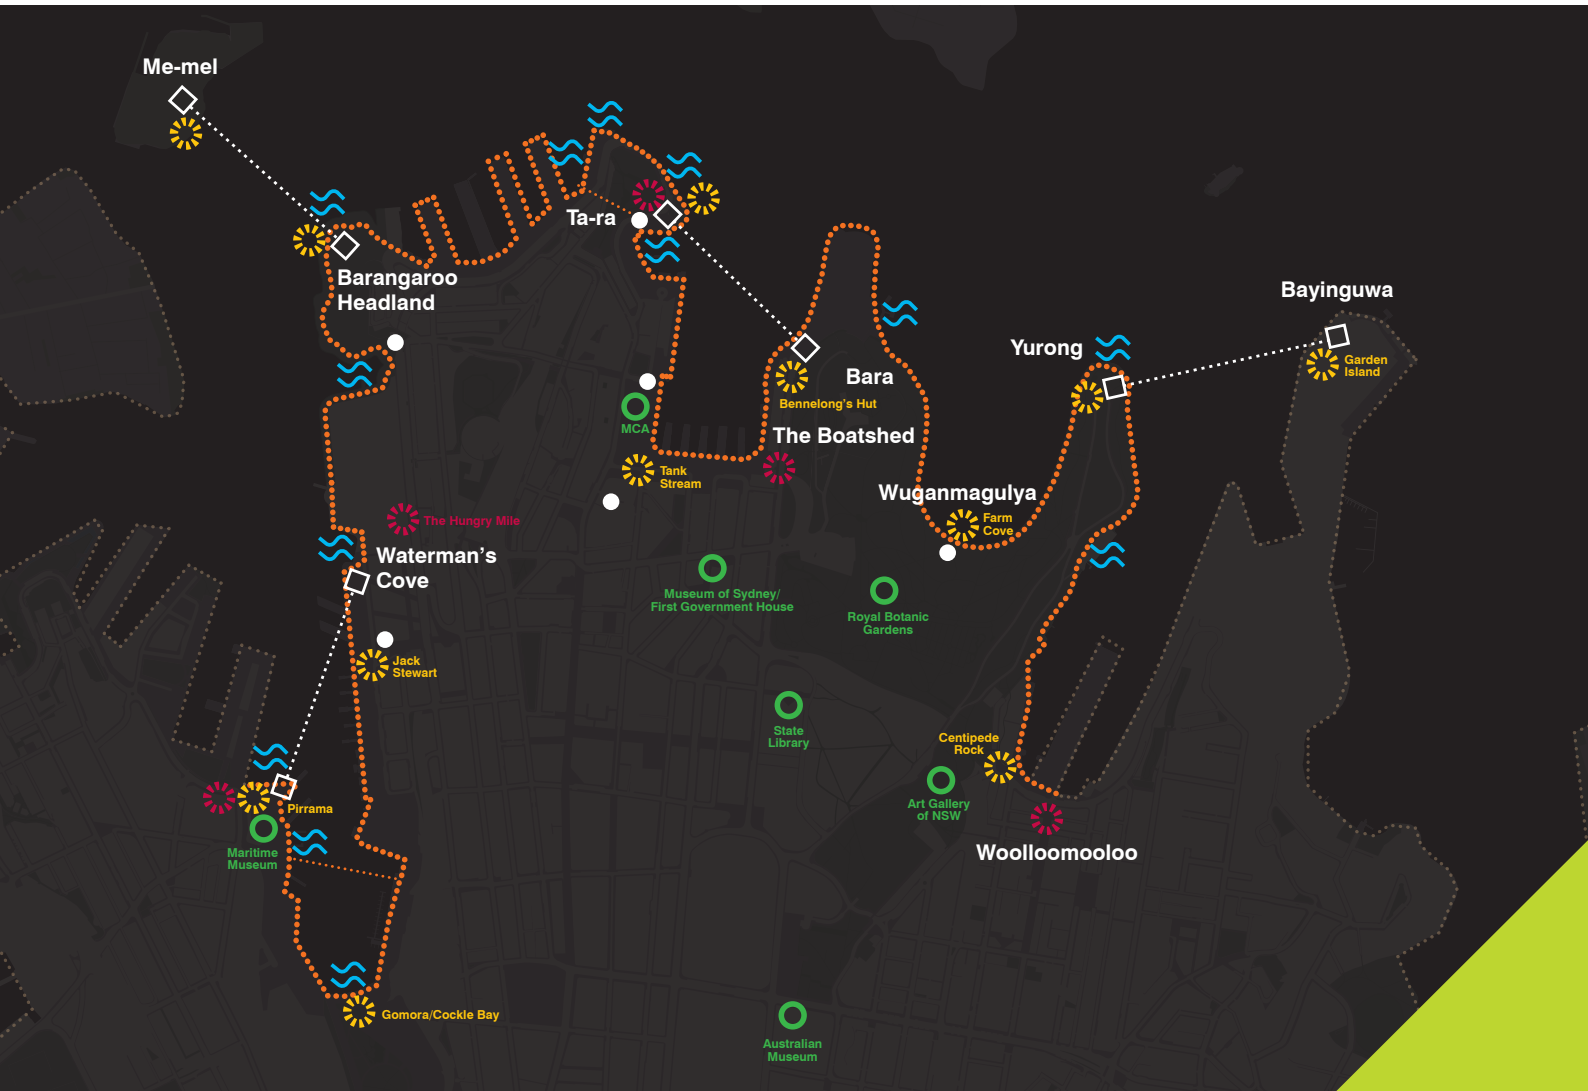 Me-mel
Ta-ra
Barangaroo
Headland
Bayinguwa
Yurong
Garden
Island
Bara
Bennelong's Hut
MCA
The Boatshed
Tank
Stream
Wuganmagulya
Farm
Cove
The Hungry Mile
Waterman's
Cove
Museum of Sydney/
First Government House
Royal Botanic
Gardens
Jack
Stewart
State
Library
Centipede
Rock
Pirrama
Art Gallery
of NSW
Maritime
Museum
Woolloomooloo
Gomora/Cockle Bay
Australian
Museum